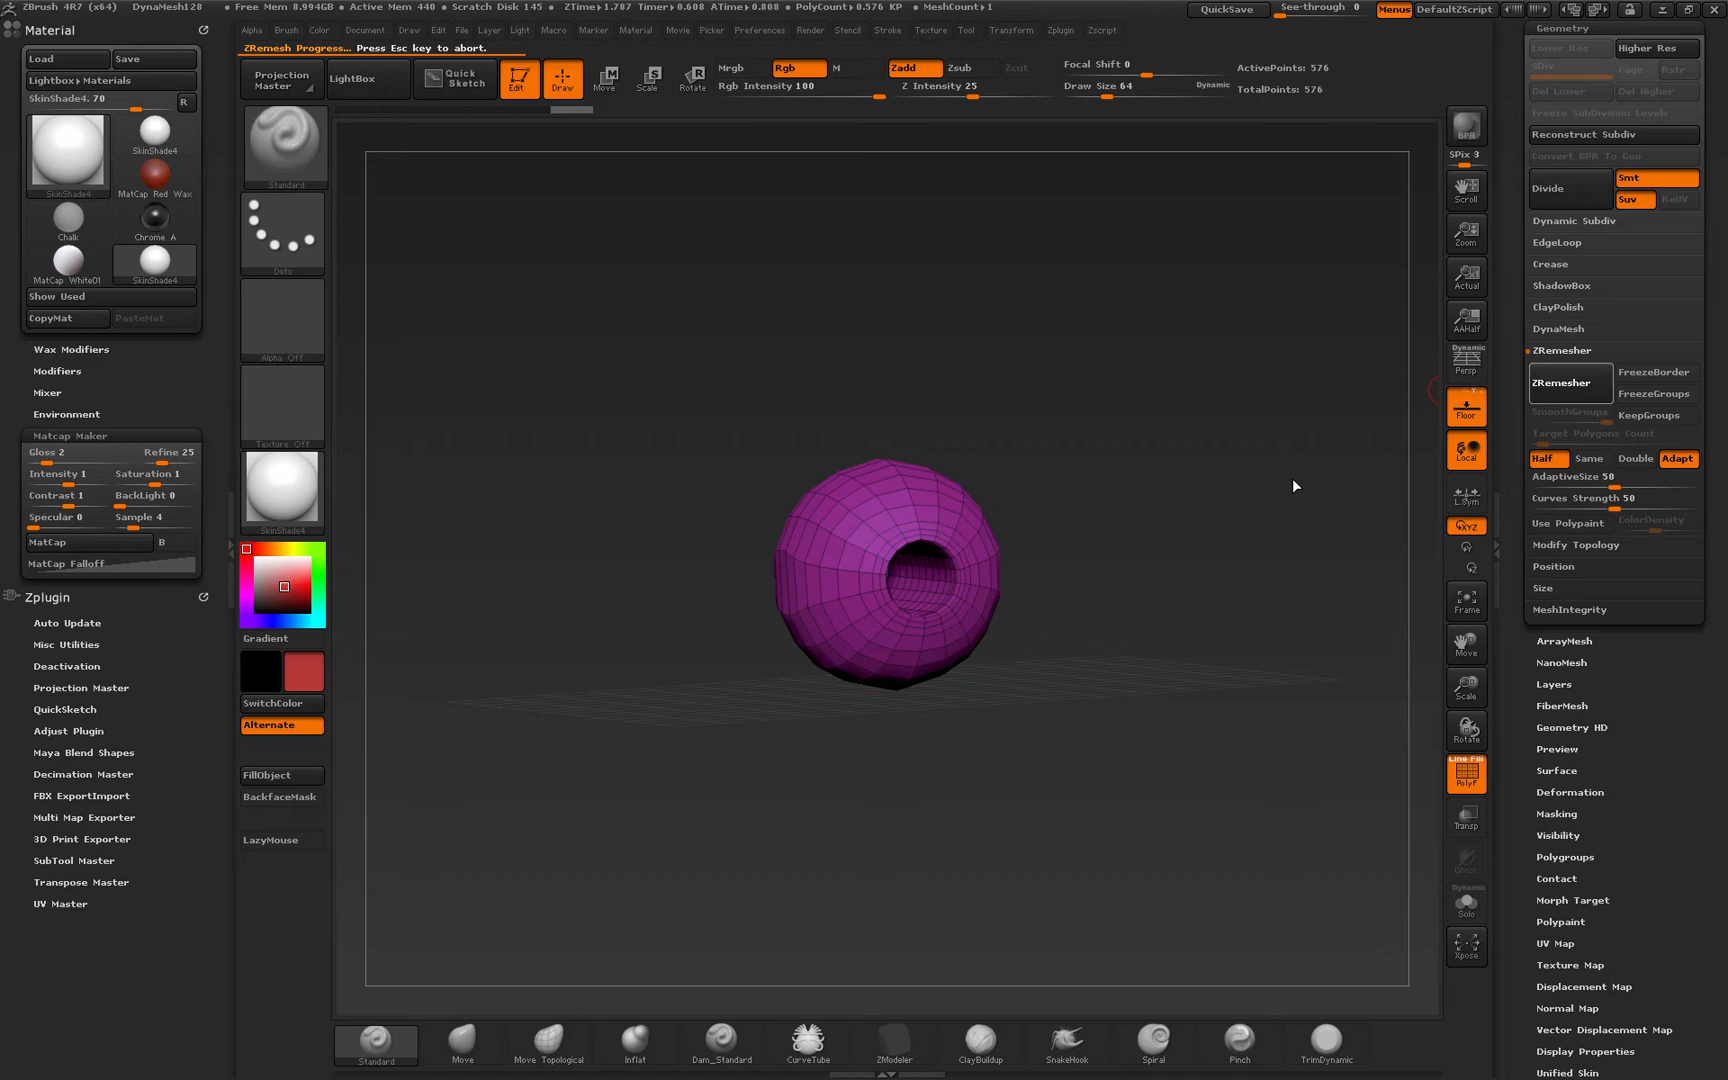 ZBrush 4R7 (x64) DynaMesh128 • Free Mem 8.994GB • Active Mem 440 • Scratch Disk 145 • • ZTime▸1.787 Timer▸0.608 ATime▸0.808 • PolyCount▸0.576 KP • MeshCount▸1 QuickSave See-through 0 Menus DefaultZScript
Material
Load Save
Lightbox▸Materials
SkinShade4. 70 R
SkinShade4
MatCap Red Wax
SkinShade4
Chalk Chrome A
MatCap White01 SkinShade4
Show Used
CopyMat PasteMat
Wax Modifiers
Modifiers
Mixer
Environment
Matcap Maker
Gloss 2 Refine 25
Intensity 1 Saturation 1
Contrast 1 BackLight 0
Specular 0 Sample 4
MatCap B
MatCap Falloff
Zplugin
Auto Update
Misc Utilities
Deactivation
Projection Master
QuickSketch
Adjust Plugin
Maya Blend Shapes
Decimation Master
FBX ExportImport
Multi Map Exporter
3D Print Exporter
SubTool Master
Transpose Master
UV Master
Alpha Brush Color Document Draw Edit File Layer Light Macro Marker Material Movie Picker Preferences Render Stencil Stroke Texture Tool Transform Zplugin Zscript
ZRemesh Progress... Press Esc key to abort.
Projection Master
LightBox
Quick Sketch
Edit Draw Move Scale Rotate
Mrgb Rgb M
Rgb Intensity 100
Zadd Zsub Zcut
Z Intensity 25
Focal Shift 0
Draw Size 64 Dynamic
ActivePoints: 576
TotalPoints: 576
Standard
Dots
Alpha Off
Texture Off
SkinShade4
Gradient
SwitchColor
Alternate
FillObject
BackfaceMask
LazyMouse
BPR
SPix 3
Scroll
Zoom
Actual
AAHalf
Dynamic
Persp
Floor
Local
L.Sym
XYZ
Frame
Move
Scale
Rotate
Line Fill
PolyF
Transp
Ghost
Dynamic
Solo
Xpose
Geometry
Lower Res Higher Res
SDiv Cage Rstr
Del Lower Del Higher
Freeze SubDivision Levels
Reconstruct Subdiv
Convert BPR To Geo
Divide Smt
Suv ReUV
Dynamic Subdiv
EdgeLoop
Crease
ShadowBox
ClayPolish
DynaMesh
ZRemesher
ZRemesher FreezeBorder
FreezeGroups
SmoothGroups KeepGroups
Target Polygons Count
Half Same Double Adapt
AdaptiveSize 50
Curves Strength 50
Use Polypaint ColorDensity
Modify Topology
Position
Size
MeshIntegrity
ArrayMesh
NanoMesh
Layers
FiberMesh
Geometry HD
Preview
Surface
Deformation
Masking
Visibility
Polygroups
Contact
Morph Target
Polypaint
UV Map
Texture Map
Displacement Map
Normal Map
Vector Displacement Map
Display Properties
Unified Skin
Standard Move Move Topological Inflat Dam_Standard CurveTube ZModeler ClayBuildup SnakeHook Spiral Pinch TrimDynamic